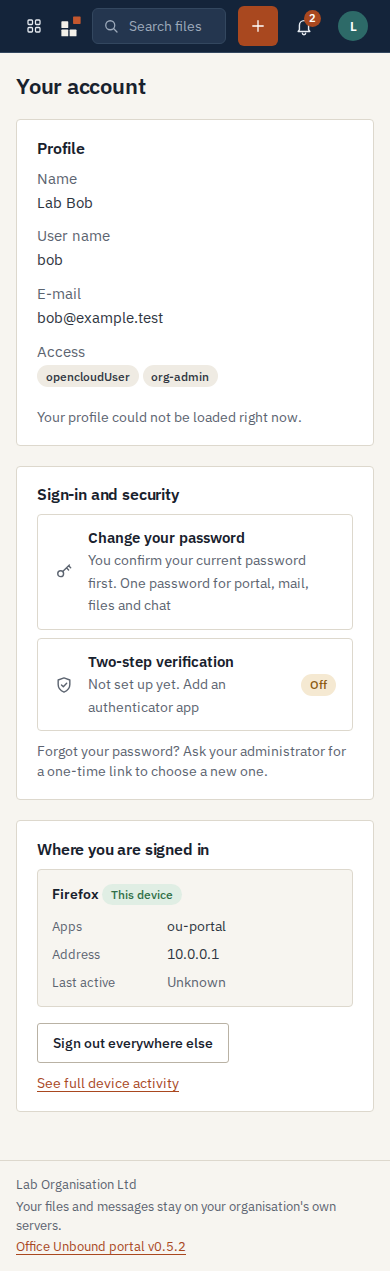 Search files
2
L
Your account
Profile
Name
Lab Bob
User name
bob
E-mail
bob@example.test
Access
opencloudUser org-admin
Your profile could not be loaded right now.
Sign-in and security
Change your password
You confirm your current password
first. One password for portal, mail,
files and chat
Two-step verification
Not set up yet. Add an
authenticator app
Off
Forgot your password? Ask your administrator for
a one-time link to choose a new one.
Where you are signed in
Firefox This device
Apps ou-portal
Address 10.0.0.1
Last active Unknown
Sign out everywhere else
See full device activity
Lab Organisation Ltd
Your files and messages stay on your organisation's own
servers.
Office Unbound portal v0.5.2